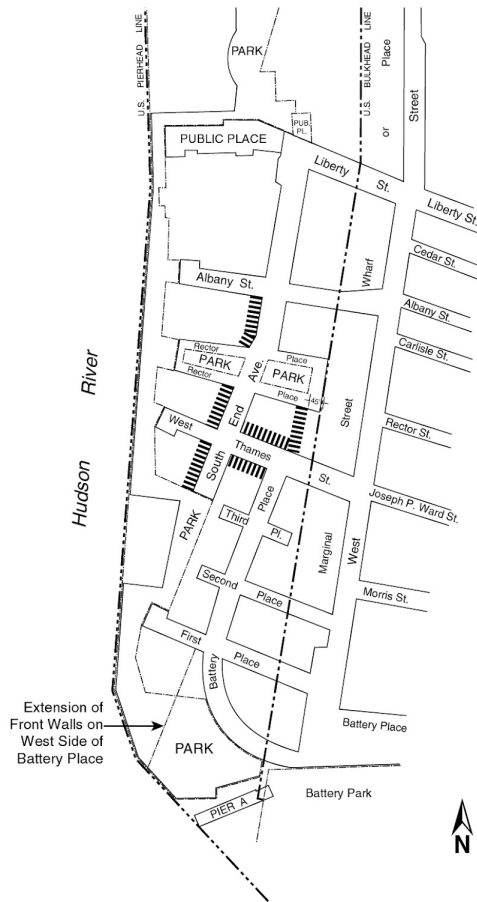 U.S. PIERHEAD LINE
PARK
U.S. BULKHEAD LINE
Place
or
Street
PUB.
PL.
PUBLIC PLACE
Liberty
St.
Liberty St.
Cedar St.
Wharf
Albany St.
Albany St.
Carlisle St.
Rector
Place
PARK
Ave.
PARK
Rector
Place
45'
River
Hudson
End
South
Street
Rector St.
West
Thames
St.
Joseph P. Ward St.
Place
PARK
Third
Pl.
Marginal
West
Second
Place
Morris St.
First
Place
Battery
Battery Place
Extension of
Front Walls on
West Side of
Battery Place
PARK
PIER A
Battery Park
N